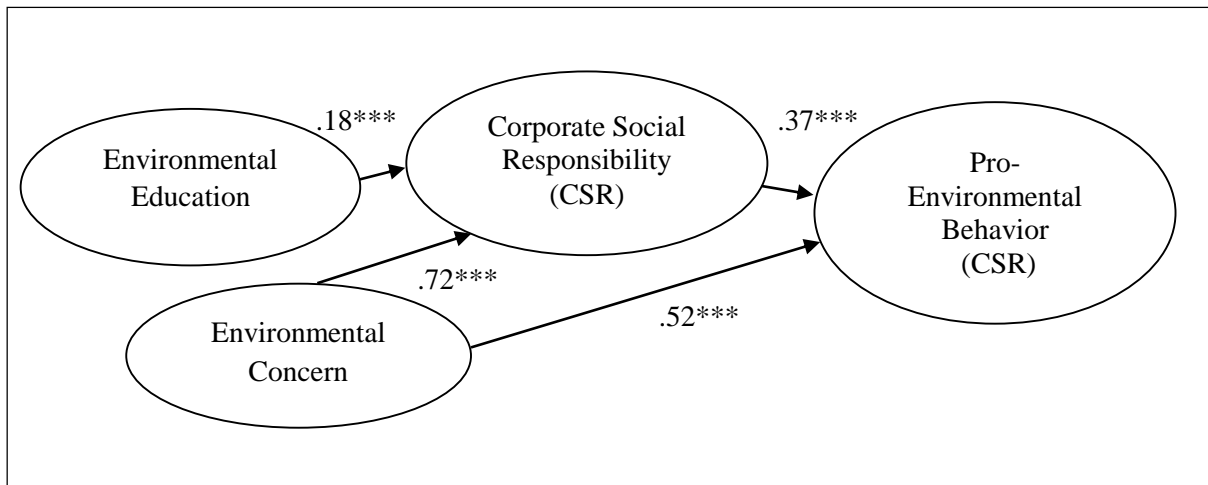 .18***
Environmental
Education
Corporate Social
Responsibility
(CSR)
.37***
Pro-
Environmental
Behavior
(CSR)
.72***
.52***
Environmental
Concern